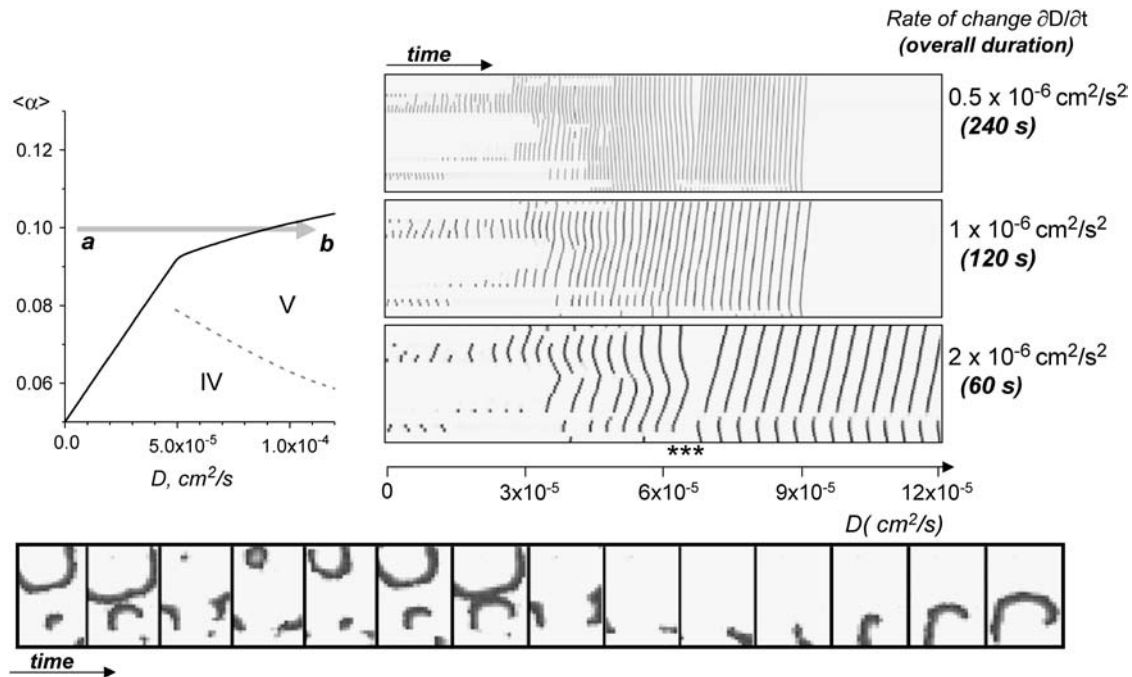 Rate of change ∂D/∂t
(overall duration)
time
<α>
0.12
0.10
0.08
0.06
a
b
V
IV
0.0
5.0x10⁻⁵
1.0x10⁻⁴
D, cm²/s
0.5 x 10⁻⁶ cm²/s²
(240 s)
1 x 10⁻⁶ cm²/s²
(120 s)
2 x 10⁻⁶ cm²/s²
(60 s)
***
0
3x10⁻⁵
6x10⁻⁵
9x10⁻⁵
12x10⁻⁵
D( cm²/s)
time